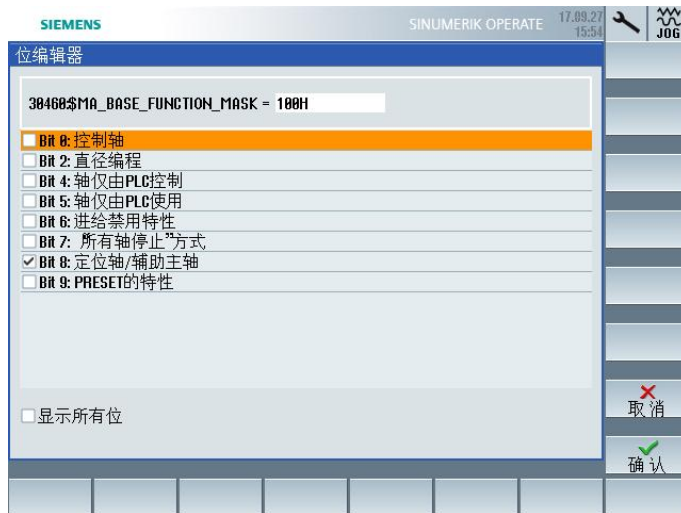 SIEMENS
SINUMERIK OPERATE
17.09.27
15:54
JOG
位编辑器
30460:$MA_BASE_FUNCTION_MASK = 100H
Bit 0: 控制轴
Bit 2: 直径编程
Bit 4: 轴仅由PLC控制
Bit 5: 轴仅由PLC使用
Bit 6: 进给禁用特性
Bit 7: 所有轴停止”方式
Bit 8: 定位轴/辅助主轴
Bit 9: PRESET的特性
显示所有位
取消
确认